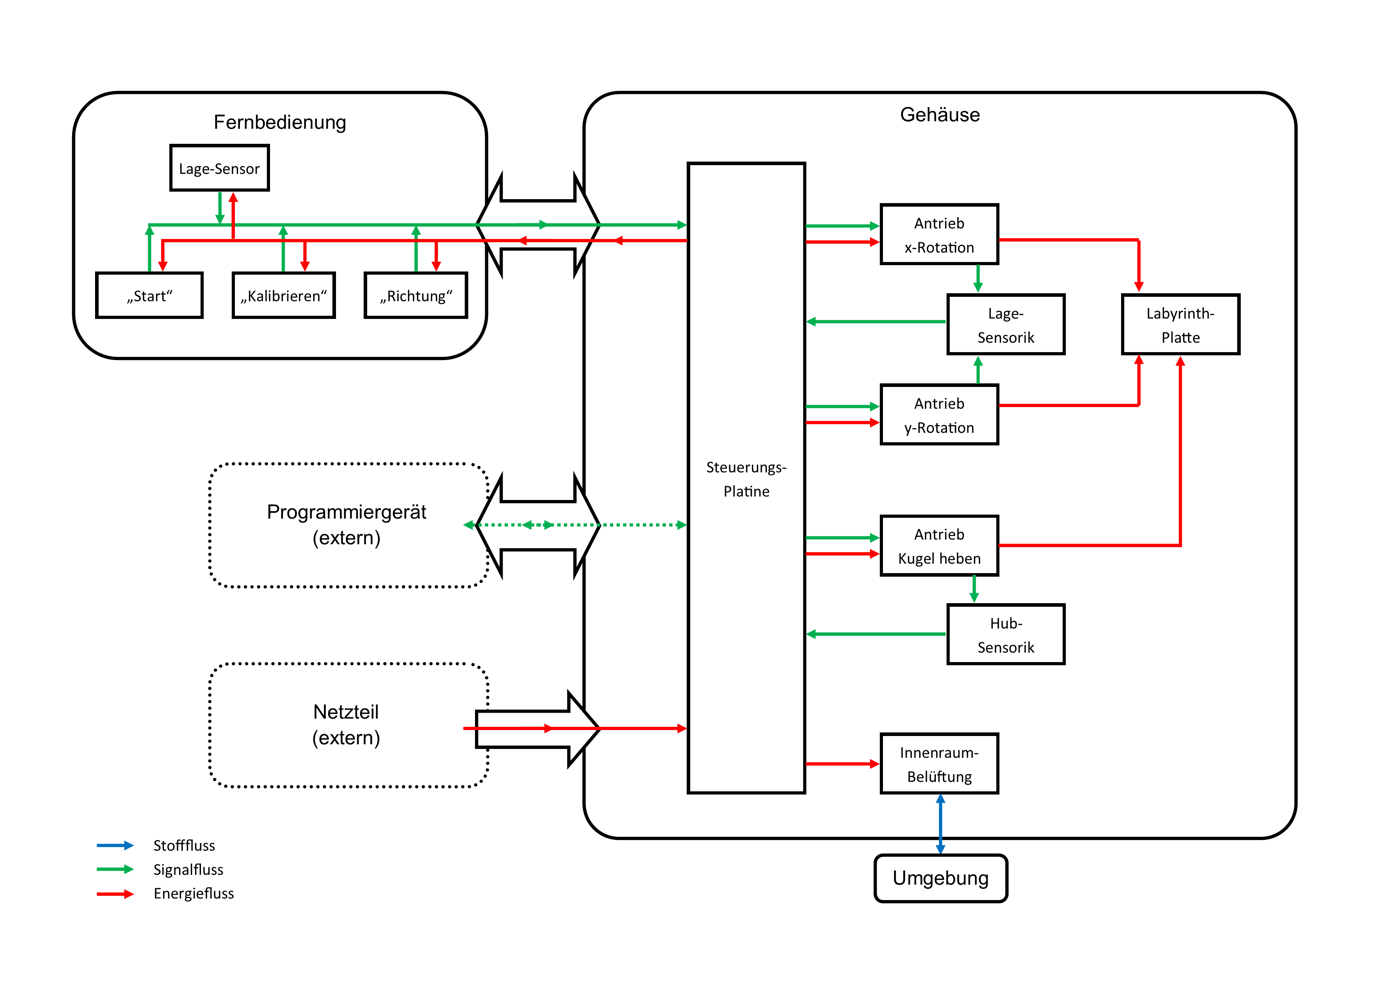 Fernbedienung
Lage-Sensor
„Start“
„Kalibrieren“
„Richtung“
Programmiergerät
(extern)
Netzteil
(extern)
Gehäuse
Steuerungs-
Platine
Antrieb
x-Rotation
Lage-
Sensorik
Labyrinth-
Platte
Antrieb
y-Rotation
Antrieb
Kugel heben
Hub-
Sensorik
Innenraum-
Belüftung
Umgebung
Stofffluss
Signalfluss
Energiefluss